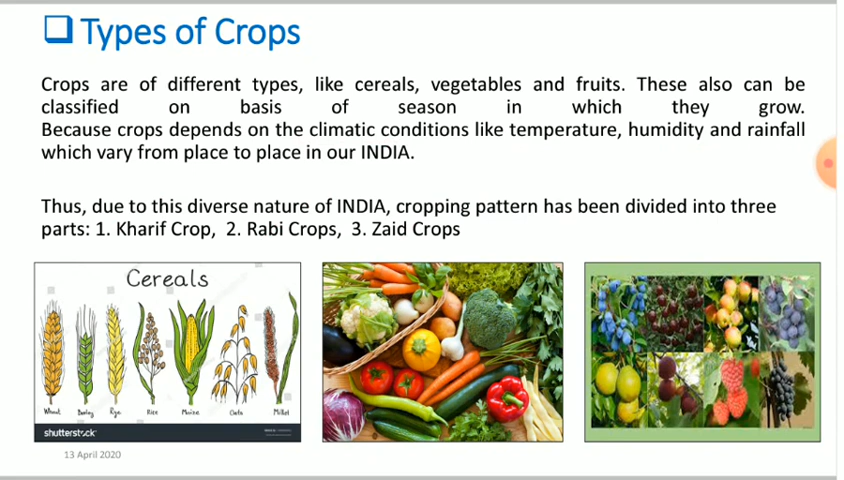 Types of Crops
Crops are of different types, like cereals, vegetables and fruits. These also can be
classified on basis of season in which they grow.
Because crops depends on the climatic conditions like temperature, humidity and rainfall
which vary from place to place in our INDIA.
Thus, due to this diverse nature of INDIA, cropping pattern has been divided into three
parts: 1. Kharif Crop, 2. Rabi Crops, 3. Zaid Crops
Cereals
Wheat Barley Rye Rice Maize Oats Millet
shutterstock
13 April 2020